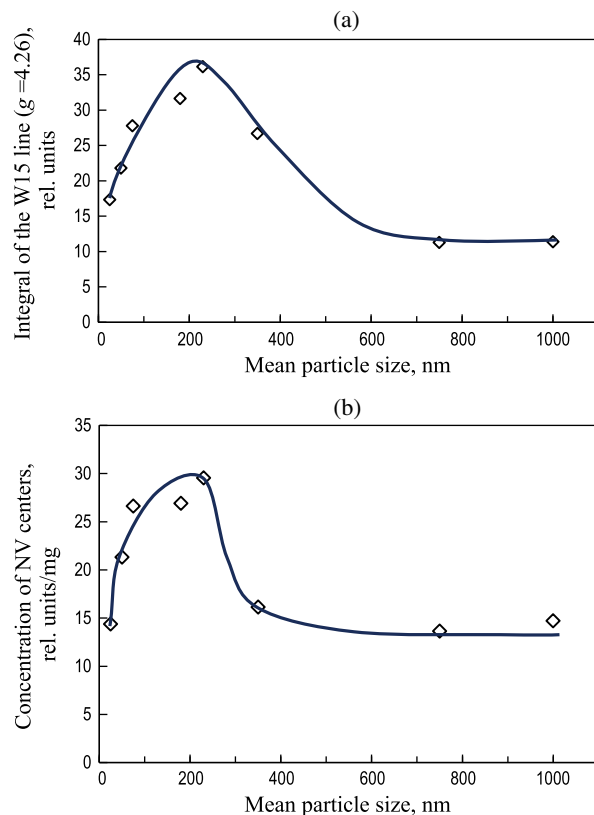 (a)
Integral of the W15 line (g =4.26),
rel. units
40
35
30
25
20
15
10
5
0
0 200 400 600 800 1000
Mean particle size, nm
(b)
Concentration of NV centers,
rel. units/mg
35
30
25
20
15
10
5
0
0 200 400 600 800 1000
Mean particle size, nm